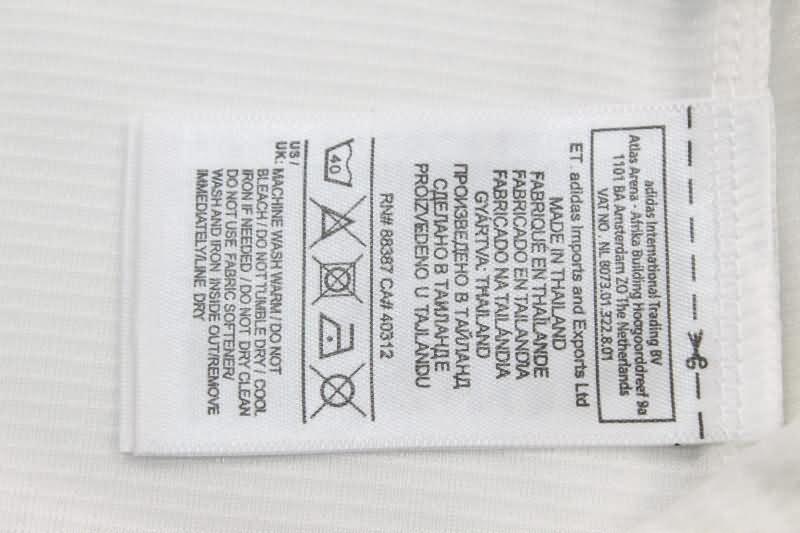 adidas International Trading BV
Atlas Arena - Afrika Building Hoogoorddreef 9a
1101 BA Amsterdam ZO The Netherlands
VAT NO.: NL 8073.01.322.B.01
ET. adidas Imports and Exports Ltd
MADE IN THAILAND
FABRIQUE EN THAÏLANDE
FABRICADO EN TAILANDIA
FABRICADO NA TAILÂNDIA
GYÁRTVA: THAILAND
ПРОИЗВЕДЕНО В ТАЙЛАНД
СДЕЛАНО В ТАИЛАНДЕ
PROIZVEDENO U TAJLANDU
RN# 88387 CA# 40312
40
US /
UK: MACHINE WASH WARM / DO NOT
BLEACH / DO NOT TUMBLE DRY / COOL
IRON IF NEEDED / DO NOT DRY CLEAN
DO NOT USE FABRIC SOFTENER/
WASH AND IRON INSIDE OUT/REMOVE
IMMEDIATELY/LINE DRY